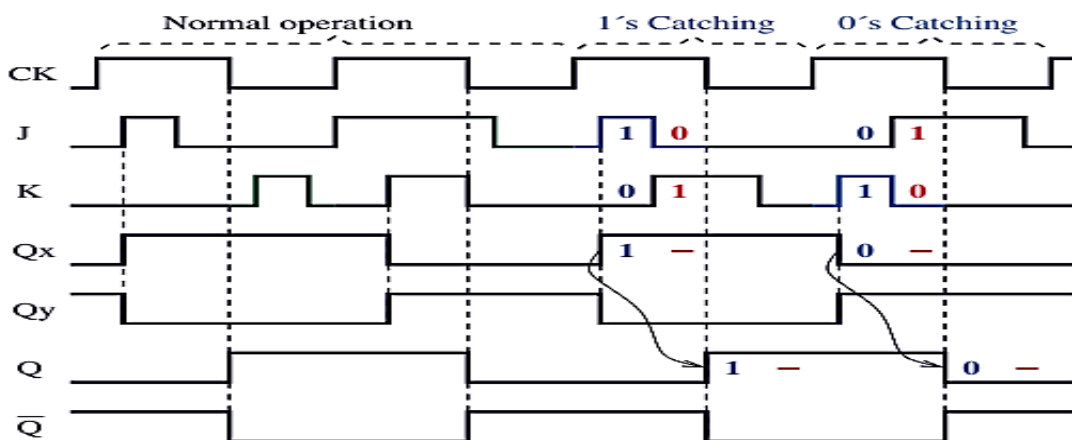 Normal operation 1´s Catching 0´s Catching
CK
J 1 0 0 1
K 0 1 1 0
Qx 1 – 0 –
Qy
Q 1 – 0 –
Q̅